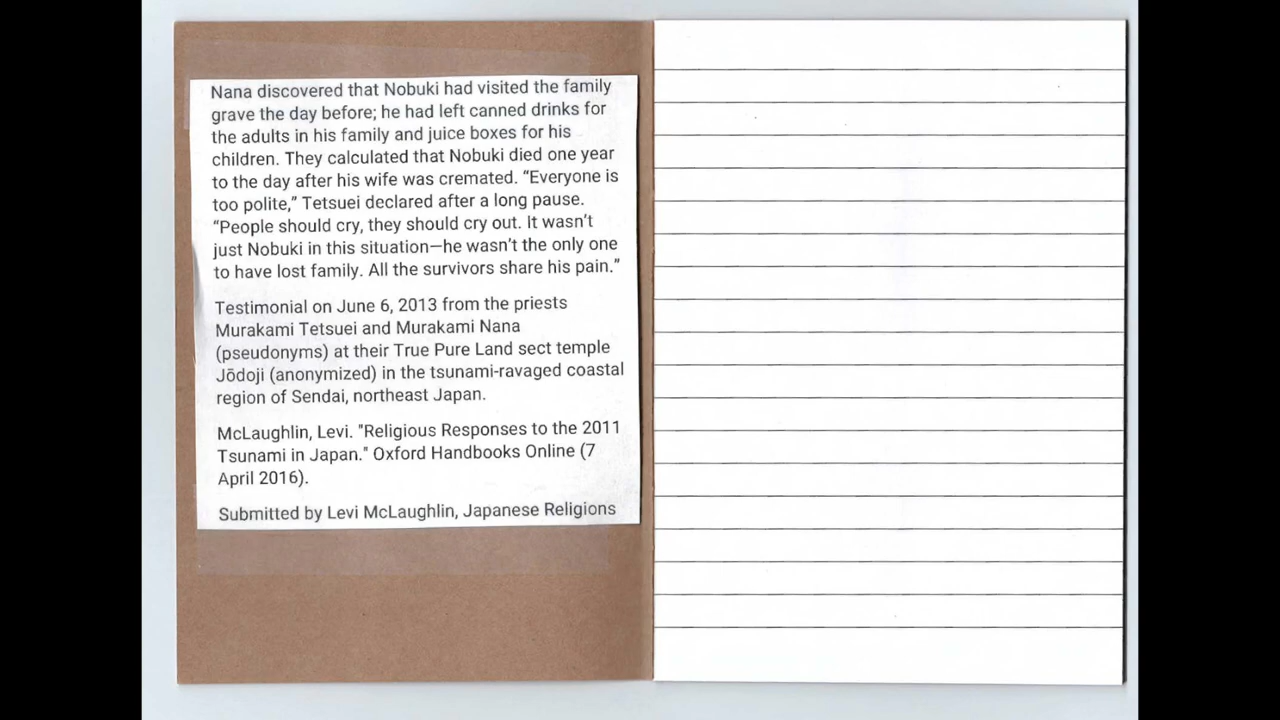 Nana discovered that Nobuki had visited the family
grave the day before; he had left canned drinks for
the adults in his family and juice boxes for his
children. They calculated that Nobuki died one year
to the day after his wife was cremated. “Everyone is
too polite,” Tetsuei declared after a long pause.
“People should cry, they should cry out. It wasn’t
just Nobuki in this situation—he wasn’t the only one
to have lost family. All the survivors share his pain.”
Testimonial on June 6, 2013 from the priests
Murakami Tetsuei and Murakami Nana
(pseudonyms) at their True Pure Land sect temple
Jōdoji (anonymized) in the tsunami-ravaged coastal
region of Sendai, northeast Japan.
McLaughlin, Levi. "Religious Responses to the 2011
Tsunami in Japan." Oxford Handbooks Online (7
April 2016).
Submitted by Levi McLaughlin, Japanese Religions